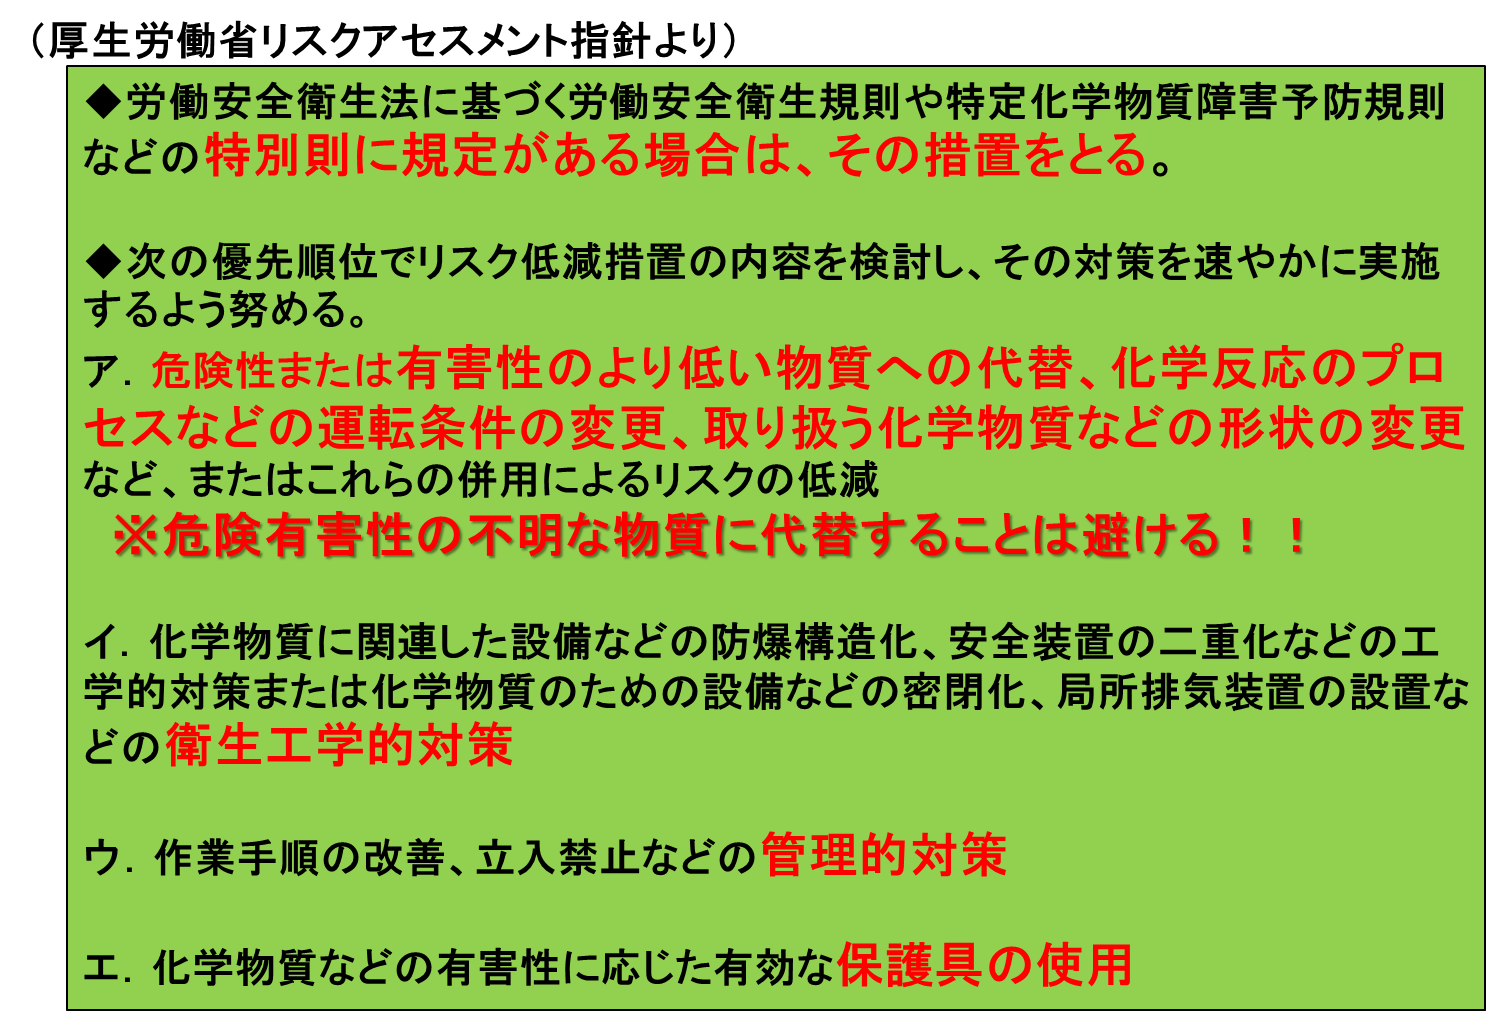 （厚生労働省リスクアセスメント指針より）
◆労働安全衛生法に基づく労働安全衛生規則や特定化学物質障害予防規則
などの特別則に規定がある場合は、その措置をとる。
◆次の優先順位でリスク低減措置の内容を検討し、その対策を速やかに実施
するよう努める。
ア．危険性または有害性のより低い物質への代替、化学反応のプロ
セスなどの運転条件の変更、取り扱う化学物質などの形状の変更
など、またはこれらの併用によるリスクの低減
※危険有害性の不明な物質に代替することは避ける！！
イ．化学物質に関連した設備などの防爆構造化、安全装置の二重化などの工
学的対策または化学物質のための設備などの密閉化、局所排気装置の設置な
どの衛生工学的対策
ウ．作業手順の改善、立入禁止などの管理的対策
エ．化学物質などの有害性に応じた有効な保護具の使用